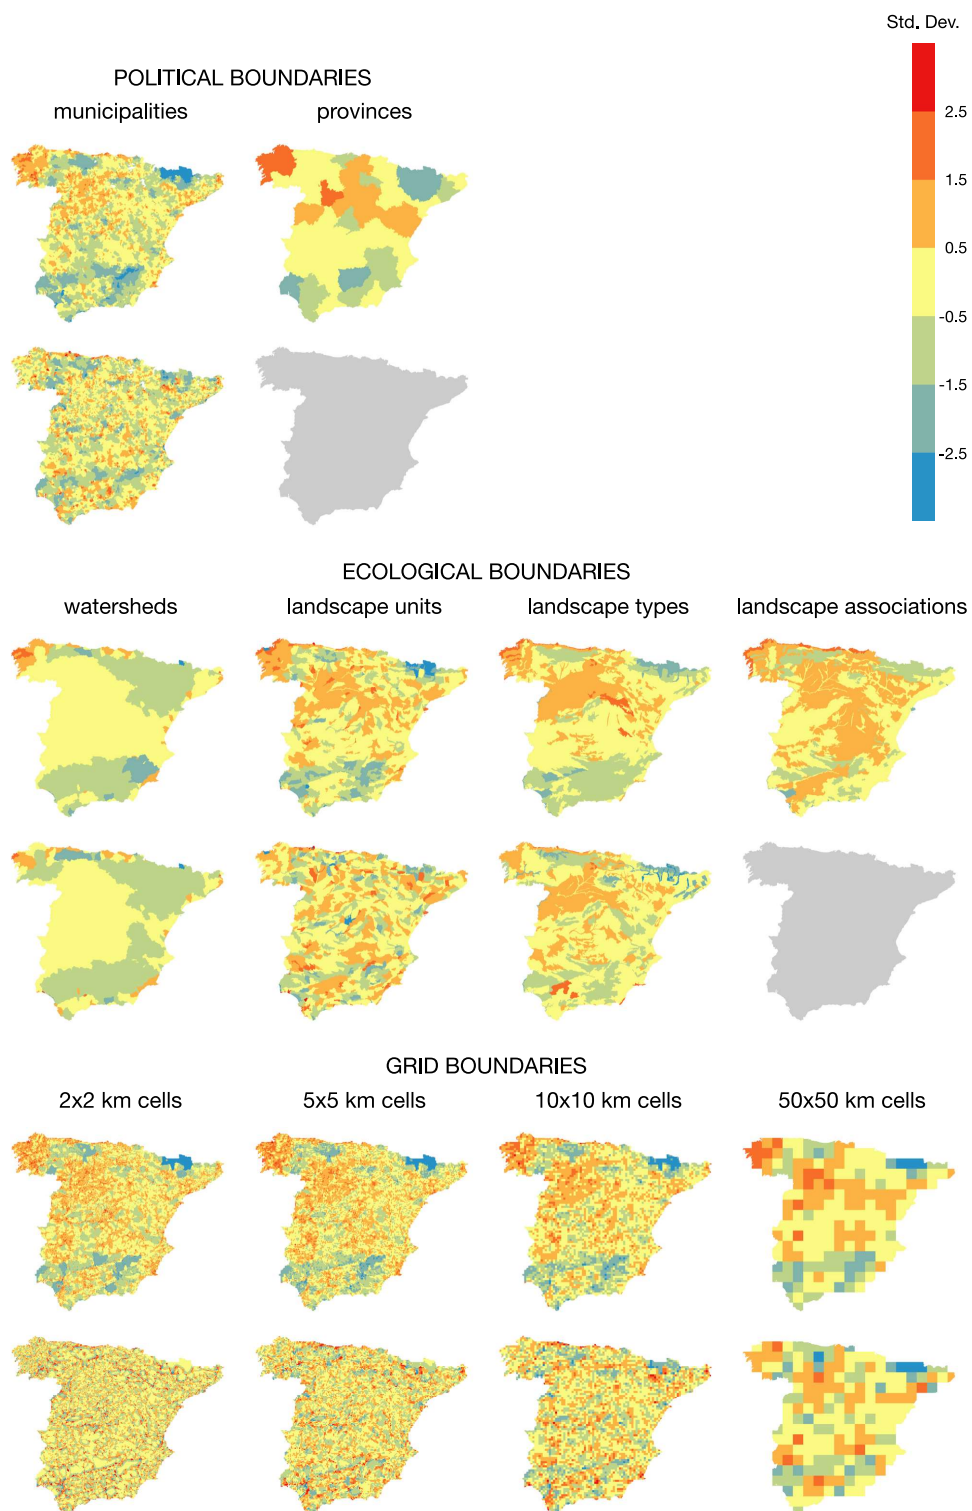 Std. Dev.
2.5
1.5
0.5
-0.5
-1.5
-2.5
POLITICAL BOUNDARIES
municipalities provinces
ECOLOGICAL BOUNDARIES
watersheds landscape units landscape types landscape associations
GRID BOUNDARIES
2x2 km cells 5x5 km cells 10x10 km cells 50x50 km cells